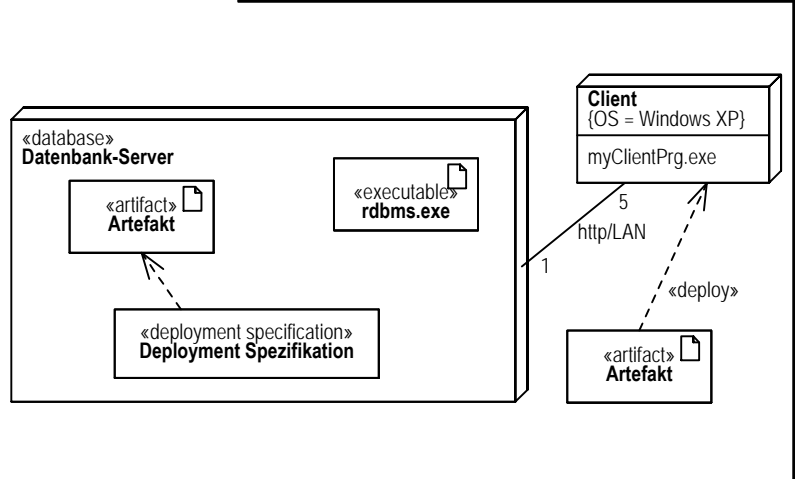 «database»
Datenbank-Server
«artifact»
Artefakt
«executable»
rdbms.exe
«deployment specification»
Deployment Spezifikation
Client
{OS = Windows XP}
myClientPrg.exe
5
http/LAN
1
«deploy»
«artifact»
Artefakt